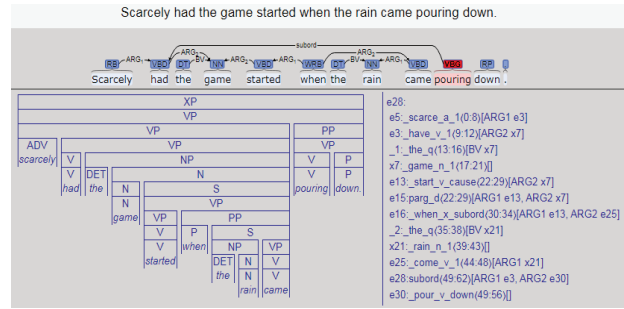 Scarcely had the game started when the rain came pouring down.
subord
ARG₂ ARG₂
RB ARG₁ VBD DT BV NN ARG₂ VBD ARG₁ WRB DT BV NN ARG₁ VBD VBG RP
Scarcely had the game started when the rain came pouring down .
XP
VP
VP PP
ADV VP VP
scarcely V NP V P
V DET N V P
had the N S pouring down.
game VP
VP PP
V P S
V when NP VP
started DET N V
the N V
rain came
e28:
e5:_scarce_a_1(0:8)[ARG1 e3]
e3:_have_v_1(9:12)[ARG2 x7]
_1:_the_q(13:16)[BV x7]
x7:_game_n_1(17:21)[]
e13:_start_v_cause(22:29)[ARG2 x7]
e15:parg_d(22:29)[ARG1 e13, ARG2 x7]
e16:_when_x_subord(30:34)[ARG1 e13, ARG2 e25]
_2:_the_q(35:38)[BV x21]
x21:_rain_n_1(39:43)[]
e25:_come_v_1(44:48)[ARG1 x21]
e28:subord(49:62)[ARG1 e3, ARG2 e30]
e30:_pour_v_down(49:56)[]